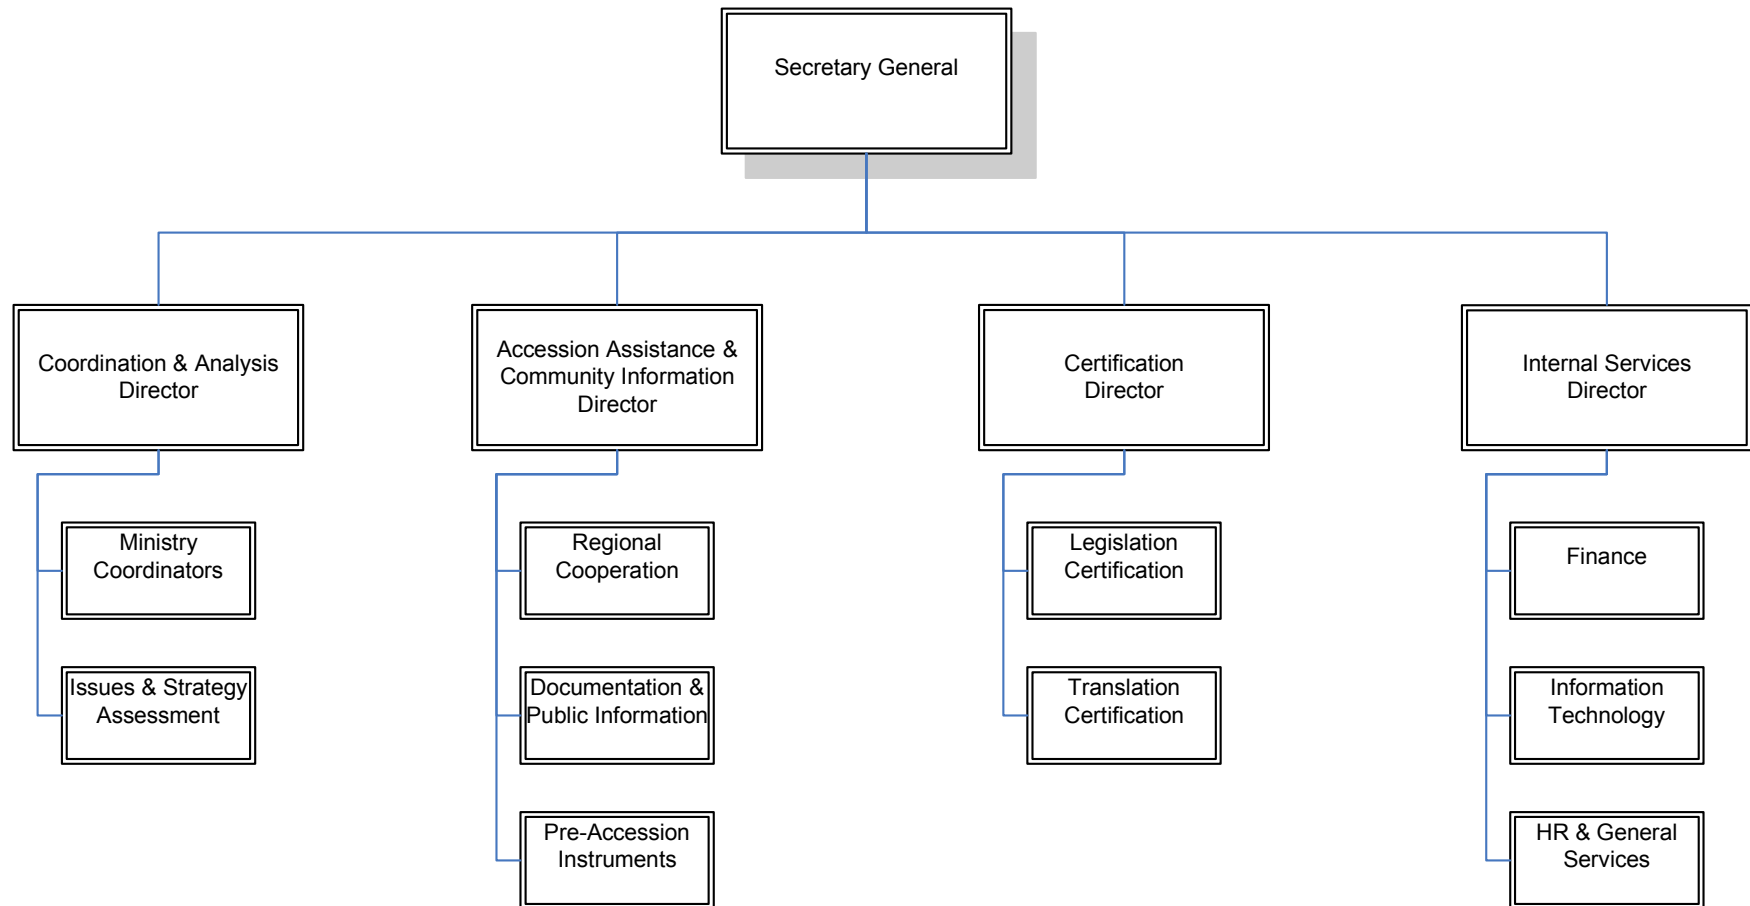 Secretary General
Coordination & Analysis
Director
Accession Assistance &
Community Information
Director
Certification
Director
Internal Services
Director
Ministry
Coordinators
Issues & Strategy
Assessment
Regional
Cooperation
Documentation &
Public Information
Pre-Accession
Instruments
Legislation
Certification
Translation
Certification
Finance
Information
Technology
HR & General
Services